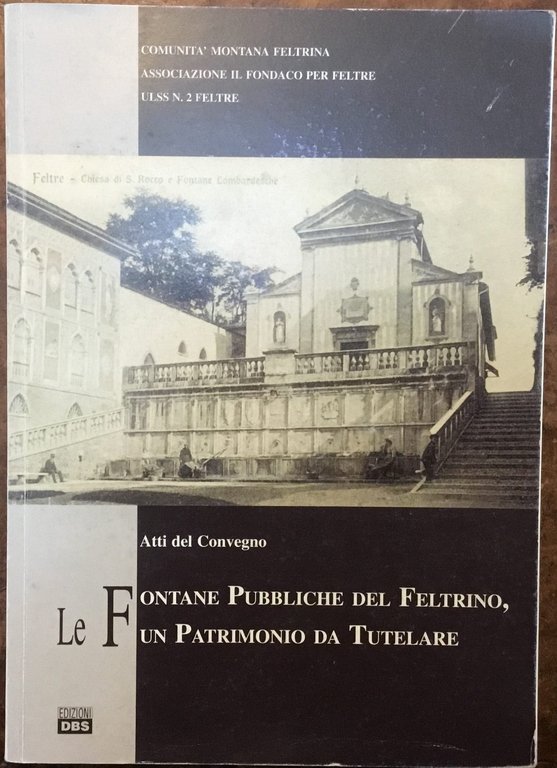 COMUNITA' MONTANA FELTRINA
ASSOCIAZIONE IL FONDACO PER FELTRE
ULSS N. 2 FELTRE
Feltre - Chiesa di S. Rocco e Fontane Lombardesche
Atti del Convegno
Le FONTANE PUBBLICHE DEL FELTRINO,
UN PATRIMONIO DA TUTELARE
EDIZIONI
DBS